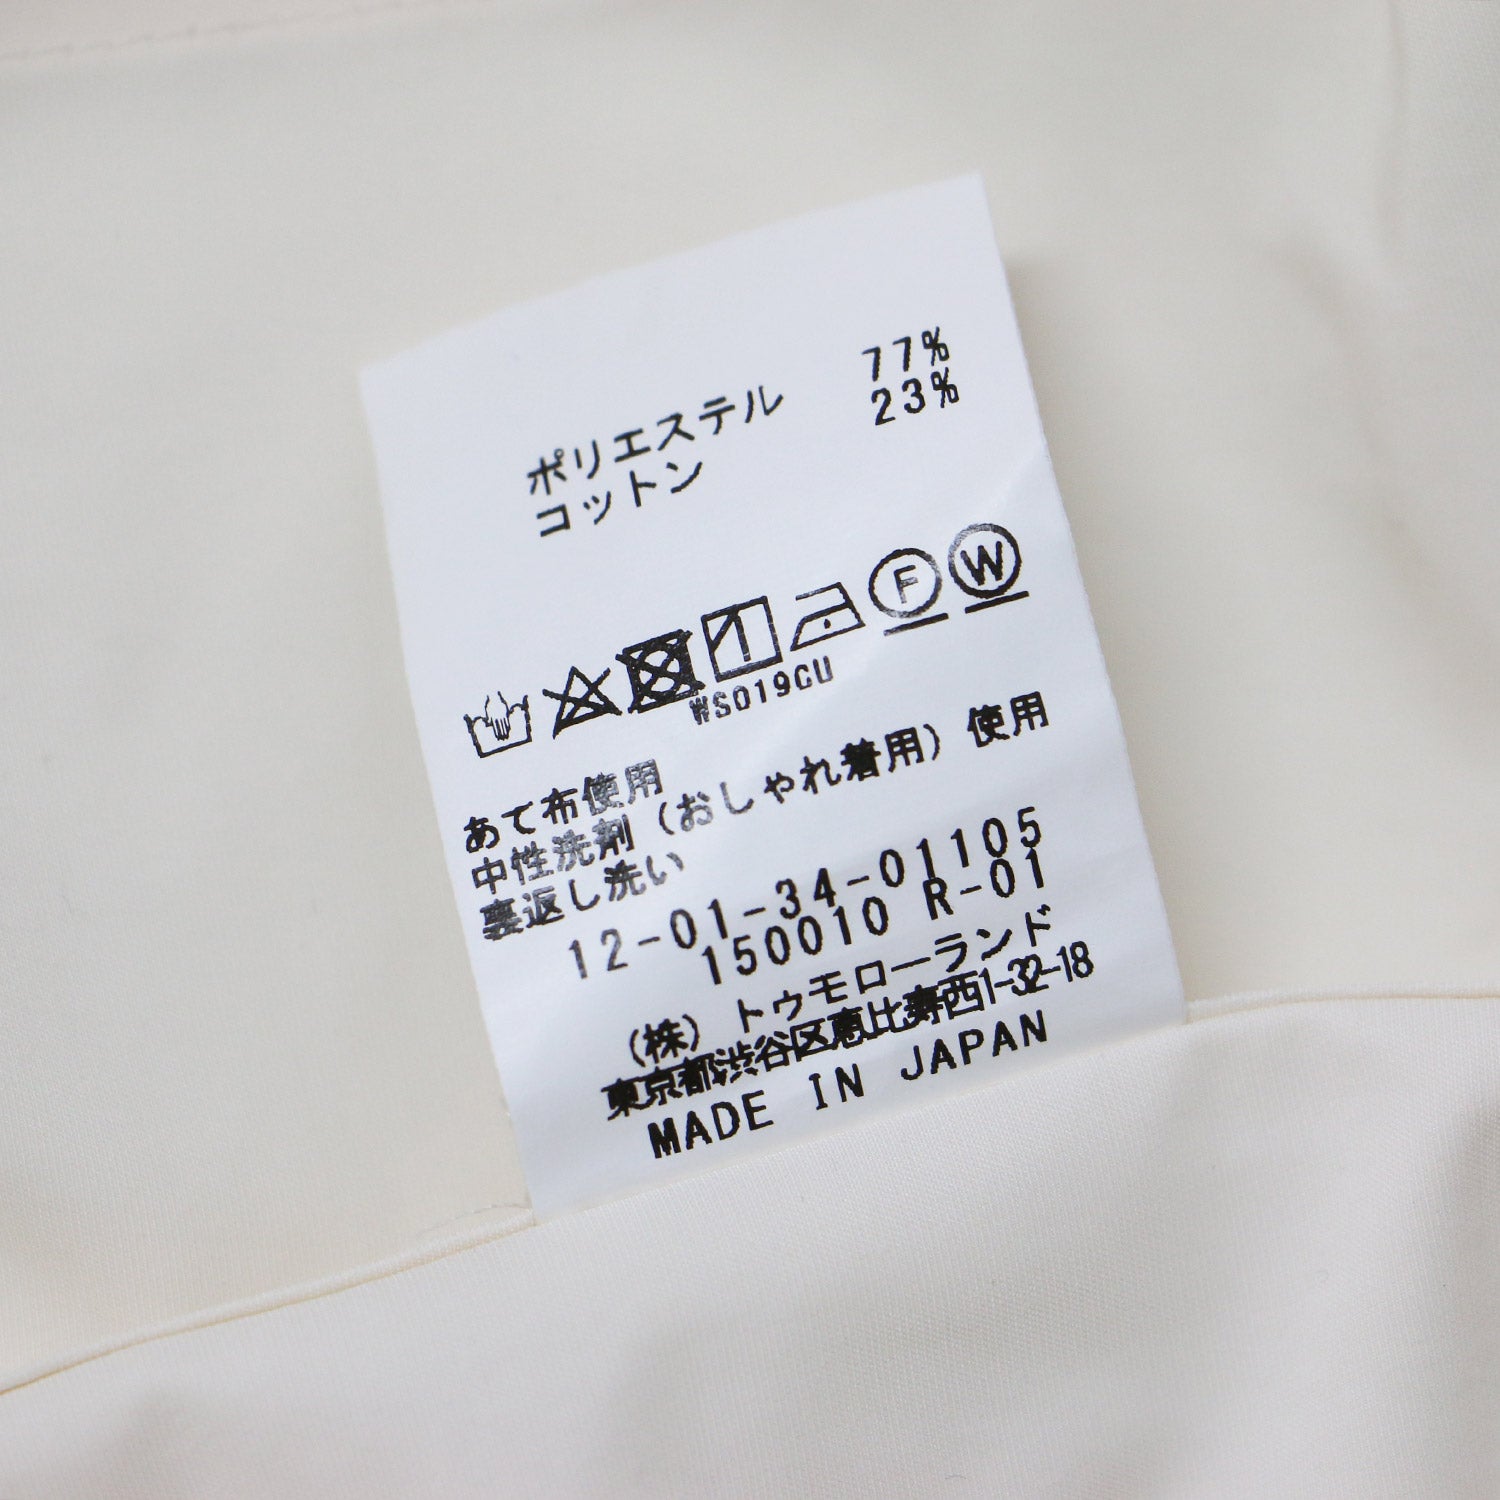 ポリエステル 77%
コットン 23%
F W
WS019CU
あて布使用
中性洗剤（おしゃれ着用）使用
裏返し洗い
12-01-34-01105
150010 R-01
（株）トゥモローランド
東京都渋谷区恵比寿西1-32-18
MADE IN JAPAN